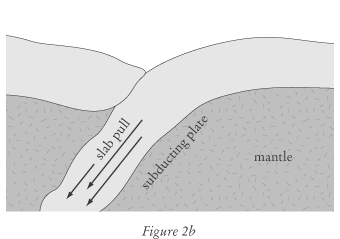 slab pull
subducting plate
mantle
Figure 2b